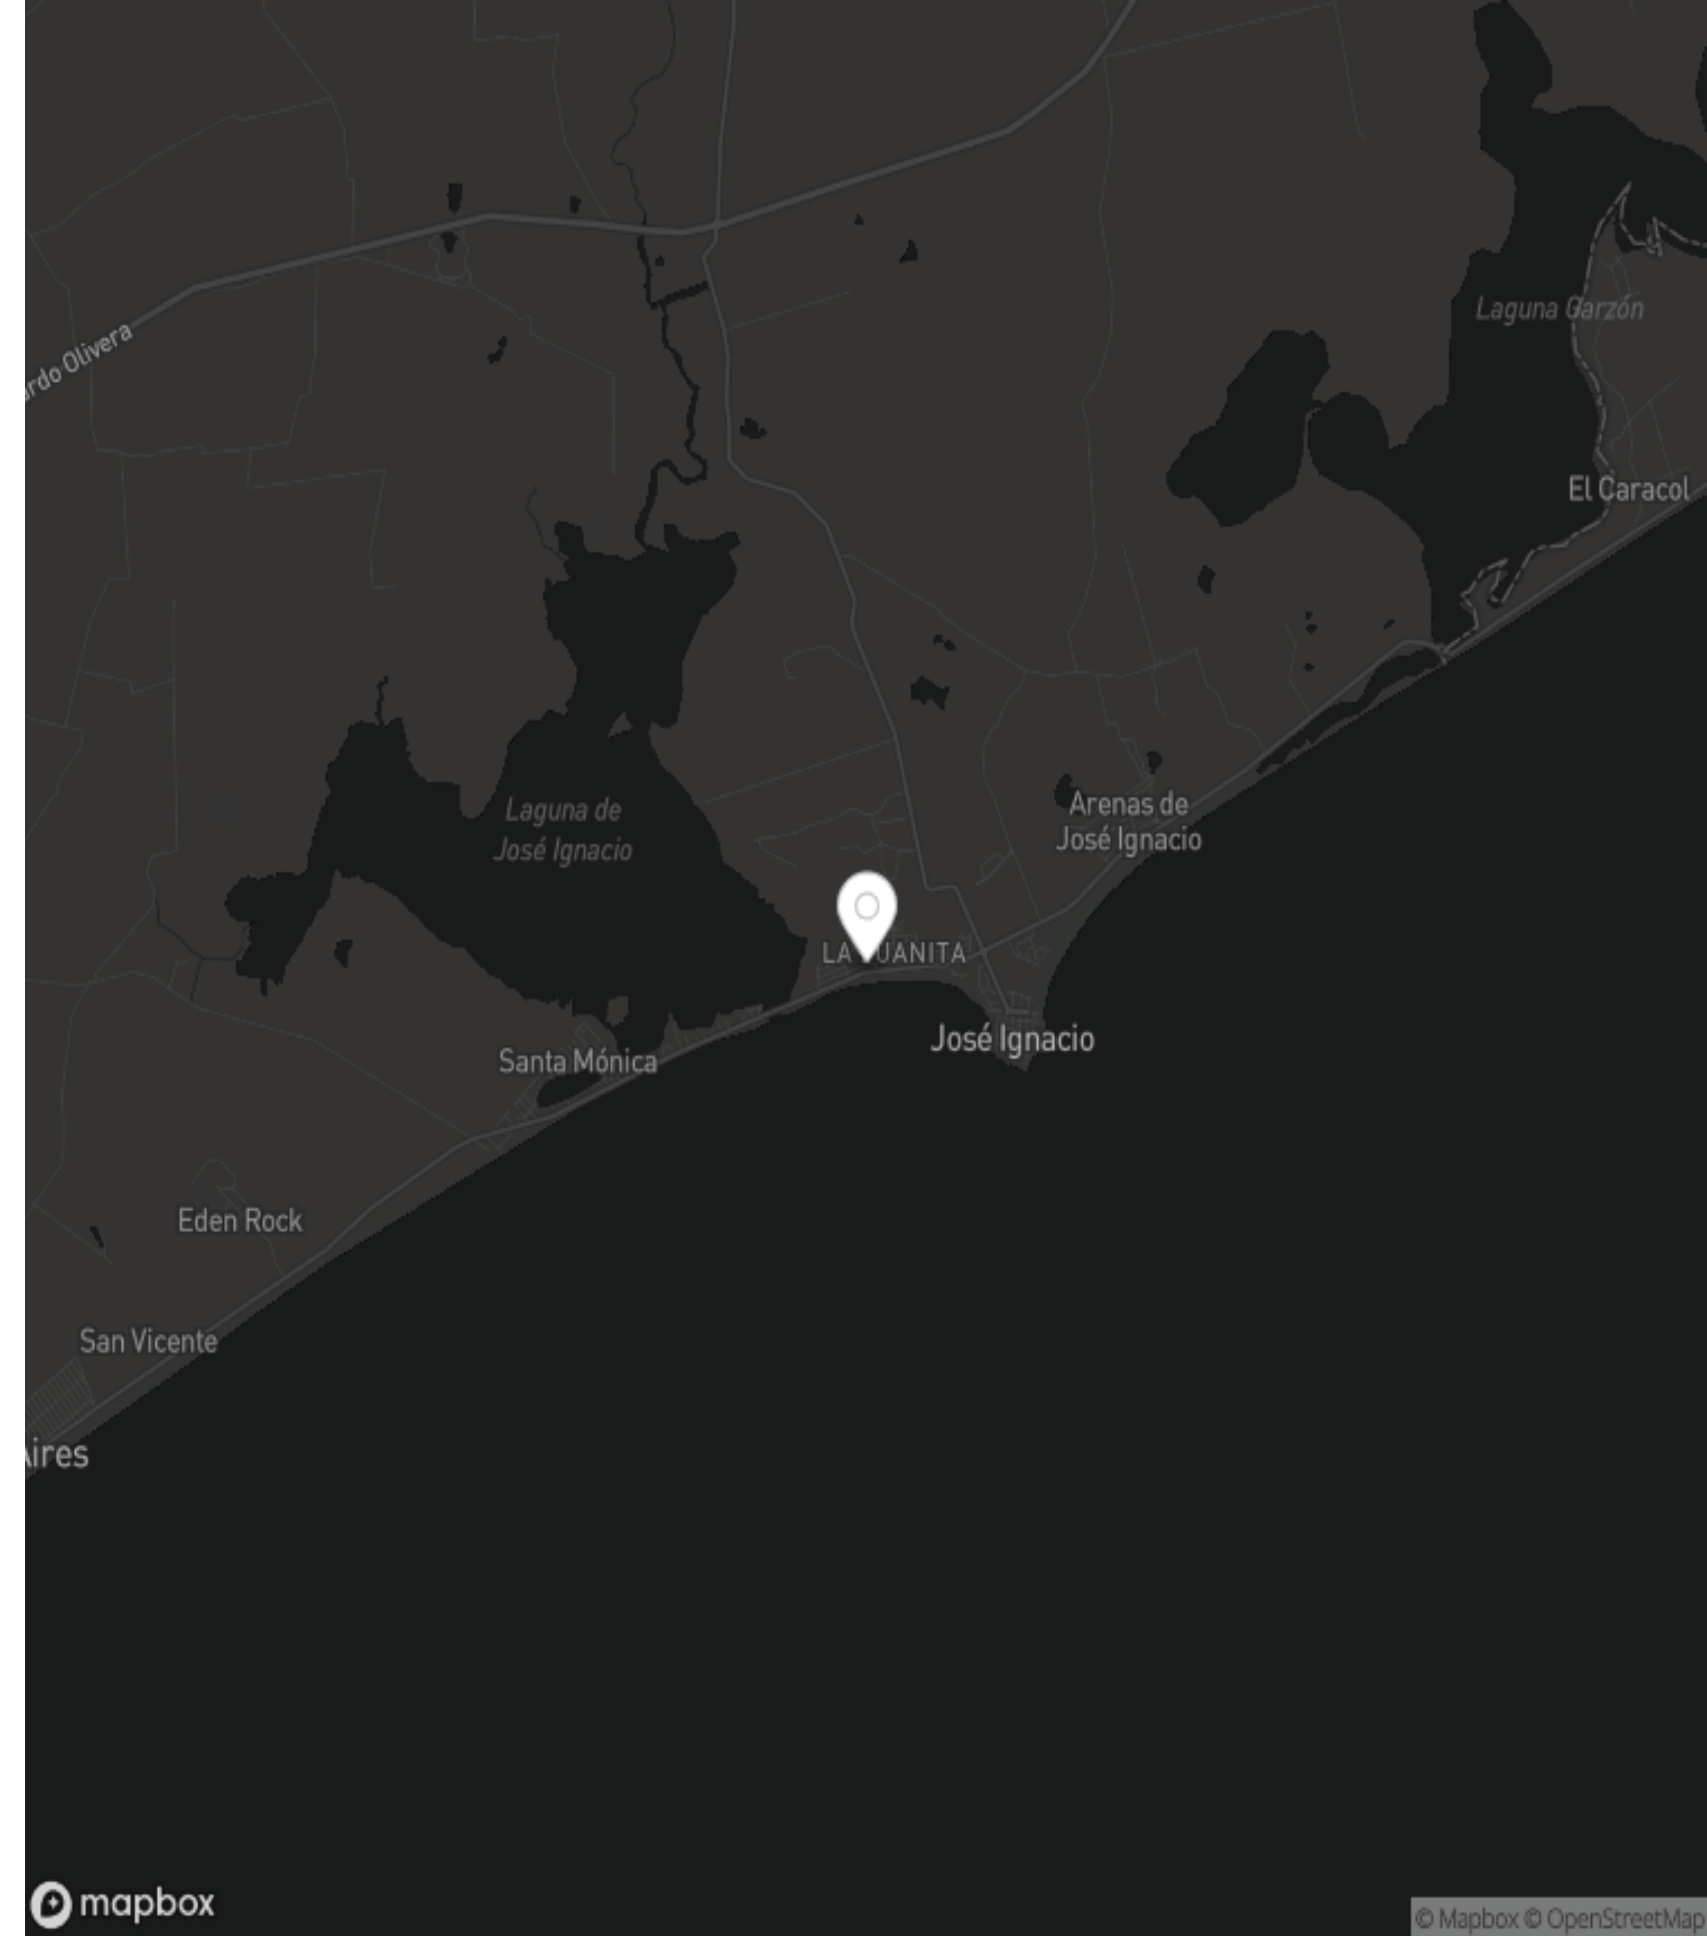 Laguna Garzón
rdo Olivera
El Caracol
Laguna de
José Ignacio
Arenas de
José Ignacio
LA JUANITA
José Ignacio
Santa Mónica
Eden Rock
San Vicente
Aires
mapbox
© Mapbox © OpenStreetMap